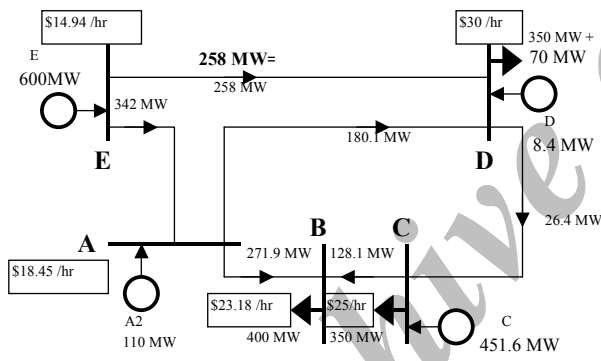 $14.94 /hr
$30 /hr
350 MW +
70 MW
E
600MW
258 MW=
258 MW
342 MW
D
8.4 MW
E
180.1 MW
D
26.4 MW
A
B
C
271.9 MW
128.1 MW
$18.45 /hr
$23.18 /hr
$25/hr
A2
110 MW
400 MW
350 MW
C
451.6 MW
hive